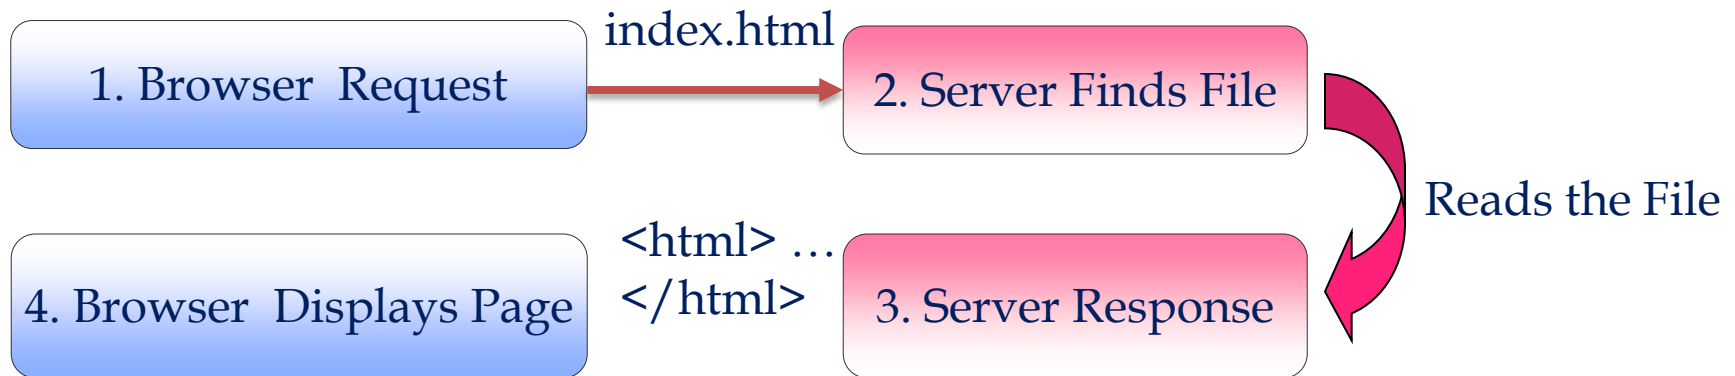 1. Browser  Request
index.html
2. Server Finds File
Reads the File
3. Server Response
<html> ...
</html>
4. Browser  Displays Page